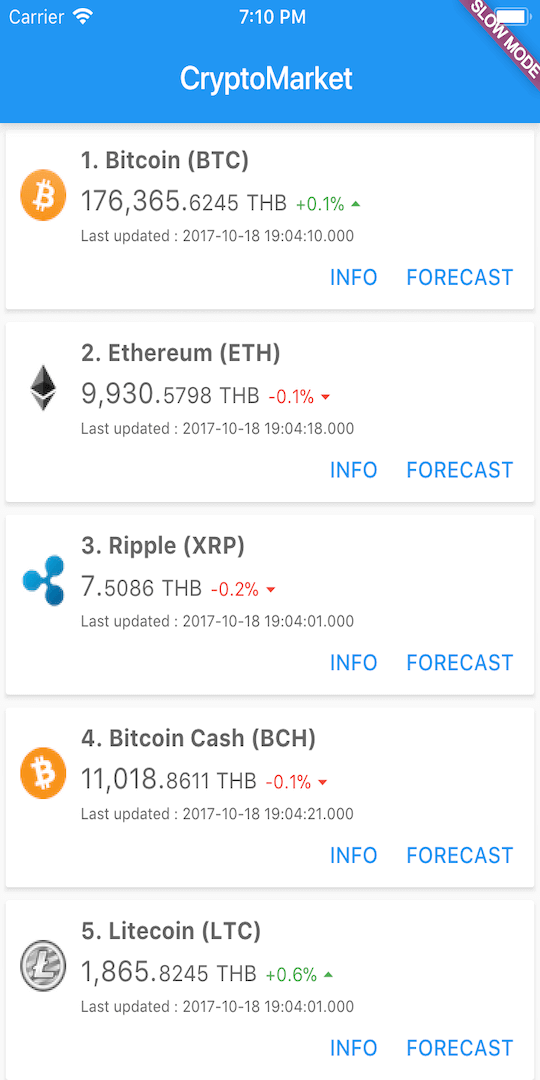 Carrier 7:10 PM
SLOW MODE
CryptoMarket
1. Bitcoin (BTC)
176,365.6245 THB +0.1%
Last updated : 2017-10-18 19:04:10.000
INFO FORECAST
2. Ethereum (ETH)
9,930.5798 THB -0.1%
Last updated : 2017-10-18 19:04:18.000
INFO FORECAST
3. Ripple (XRP)
7.5086 THB -0.2%
Last updated : 2017-10-18 19:04:01.000
INFO FORECAST
4. Bitcoin Cash (BCH)
11,018.8611 THB -0.1%
Last updated : 2017-10-18 19:04:21.000
INFO FORECAST
5. Litecoin (LTC)
1,865.8245 THB +0.6%
Last updated : 2017-10-18 19:04:01.000
INFO FORECAST